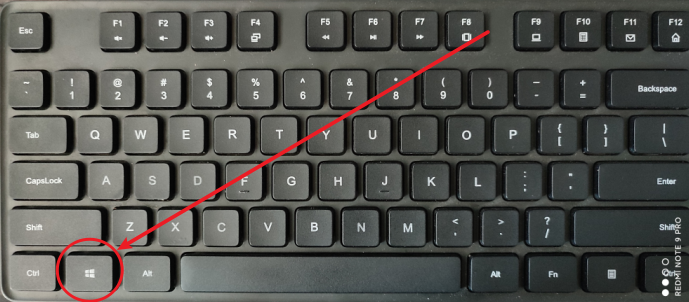 Esc F1 F2 F3 F4 F5 F6 F7 F8 F9 F10 F11 F12
~ ! @ # $ % ^ & * ( ) — +
` 1 2 3 4 5 6 7 8 9 0 - = Backspace
Tab Q W E R T Y U I O P { } |
[ ] \
CapsLock A S D F G H J K L : " Enter
; '
Shift Z X C V B N M < > ? Shift
, . /
Ctrl Alt Alt Fn Ctrl
REDMI NOTE 9 PRO